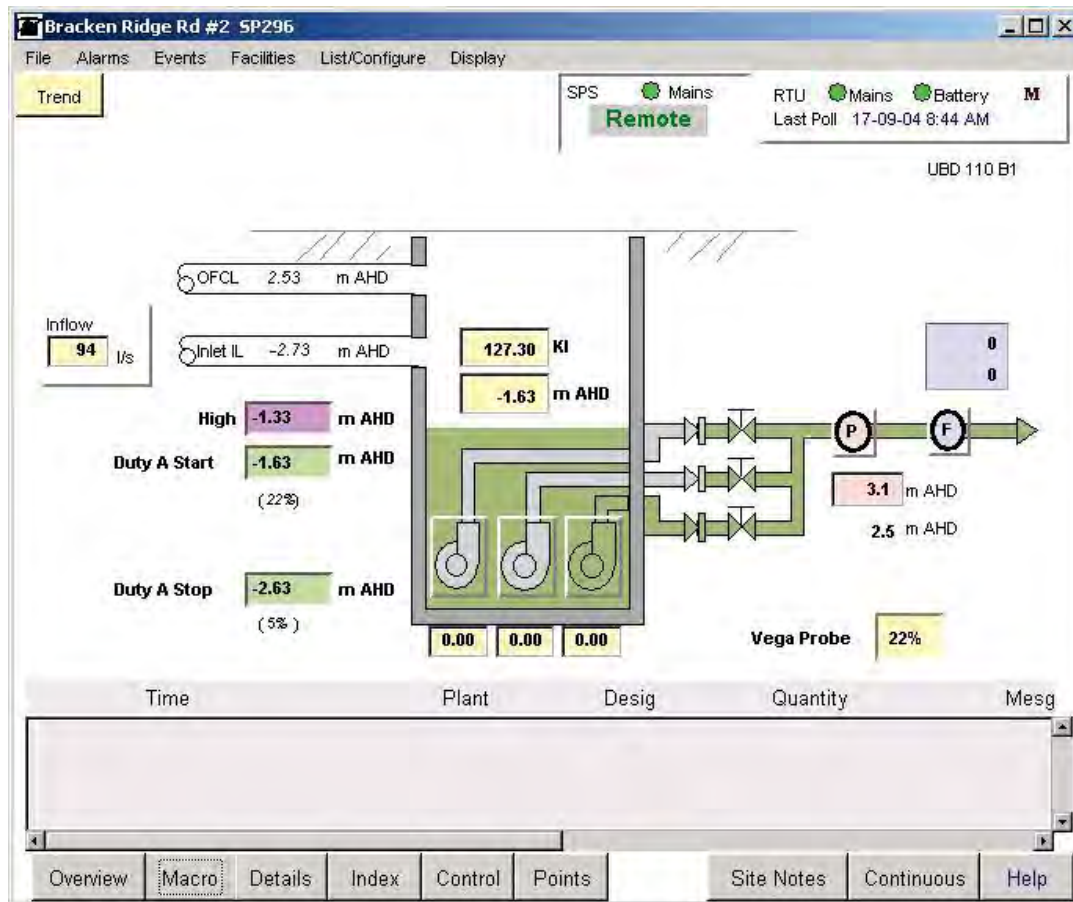 Bracken Ridge Rd #2 SP296
File Alarms Events Facilities List/Configure Display
Trend
SPS Mains
Remote
RTU Mains Battery M
Last Poll 17-09-04 8:44 AM
UBD 110 B1
OFCL 2.53 m AHD
Inflow
94 l/s
Inlet IL -2.73 m AHD
127.30 Kl
-1.63 m AHD
0
0
High -1.33 m AHD
Duty A Start -1.63 m AHD
(22%)
P
F
3.1 m AHD
2.5 m AHD
Duty A Stop -2.63 m AHD
(5% )
0.00 0.00 0.00
Vega Probe 22%
Time Plant Desig Quantity Mesg
Overview Macro Details Index Control Points Site Notes Continuous Help